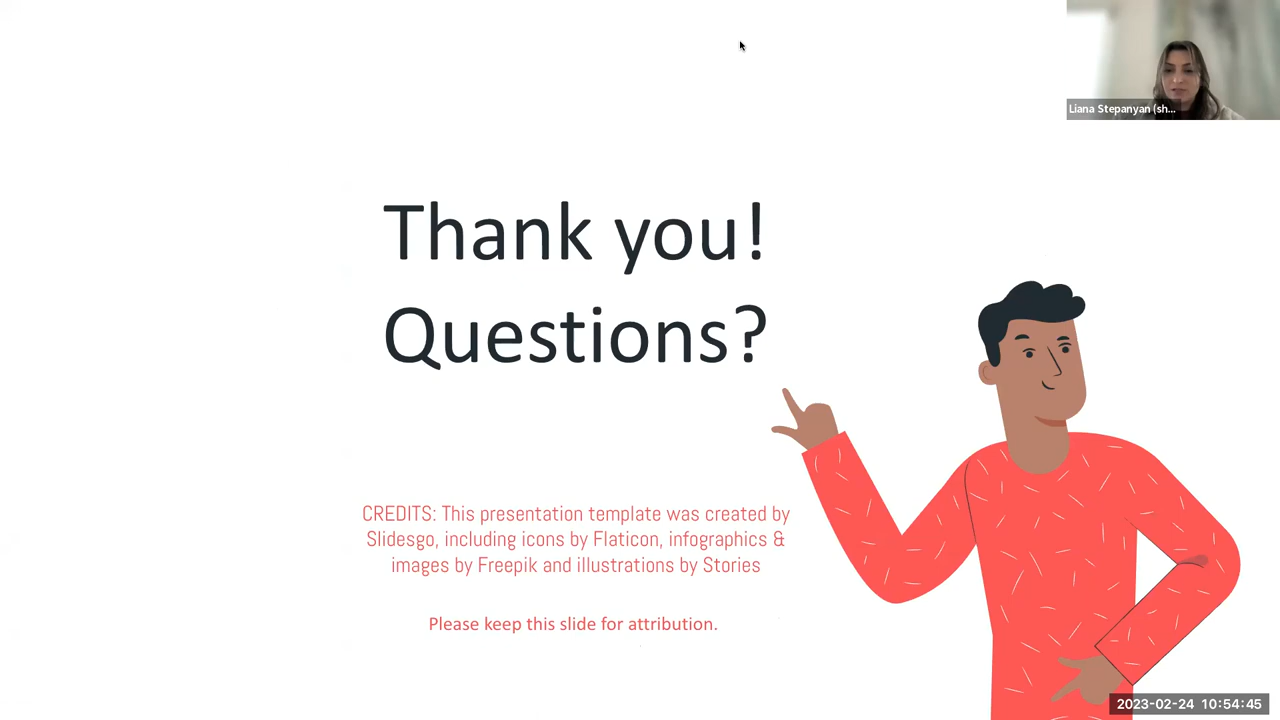 Liana Stepanyan (sh...
Thank you!
Questions?
CREDITS: This presentation template was created by
Slidesgo, including icons by Flaticon, infographics &
images by Freepik and illustrations by Stories
Please keep this slide for attribution.
2023-02-24 10:54:45